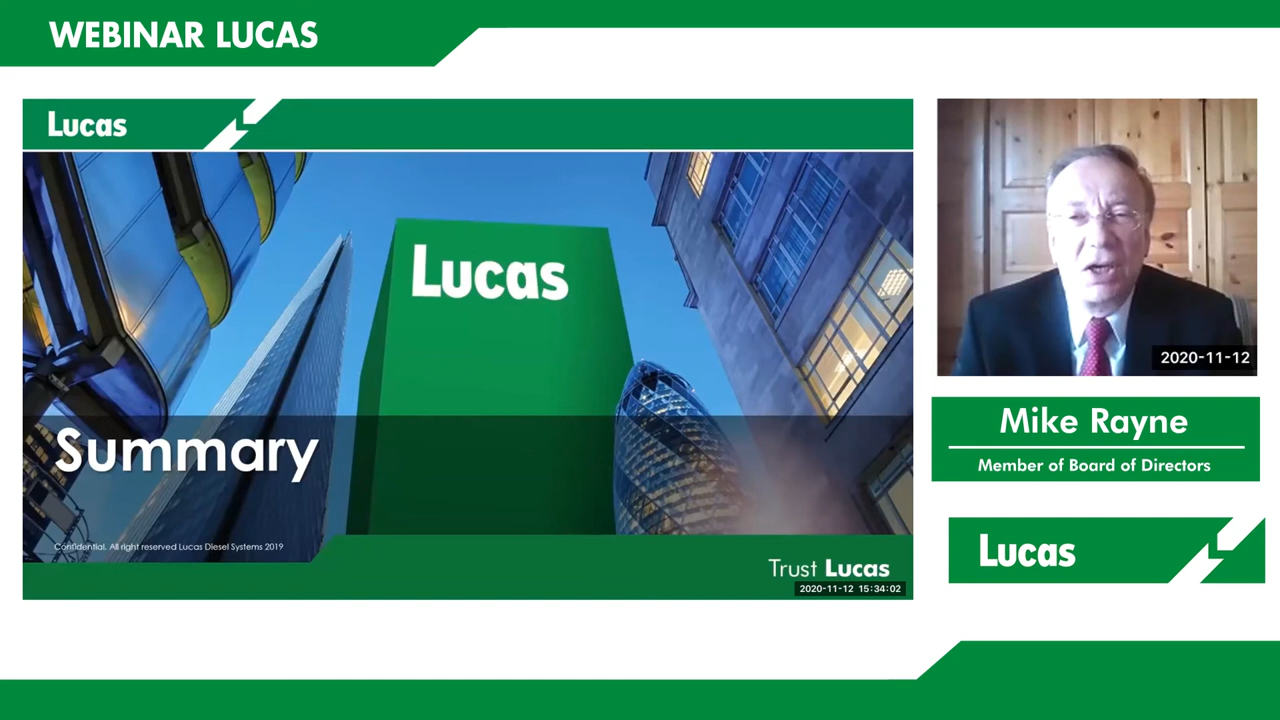 WEBINAR LUCAS
Lucas
Lucas
Summary
Confidential. All right reserved Lucas Diesel Systems 2019
Trust Lucas
2020-11-12 15:34:02
2020-11-12
Mike Rayne
Member of Board of Directors
Lucas